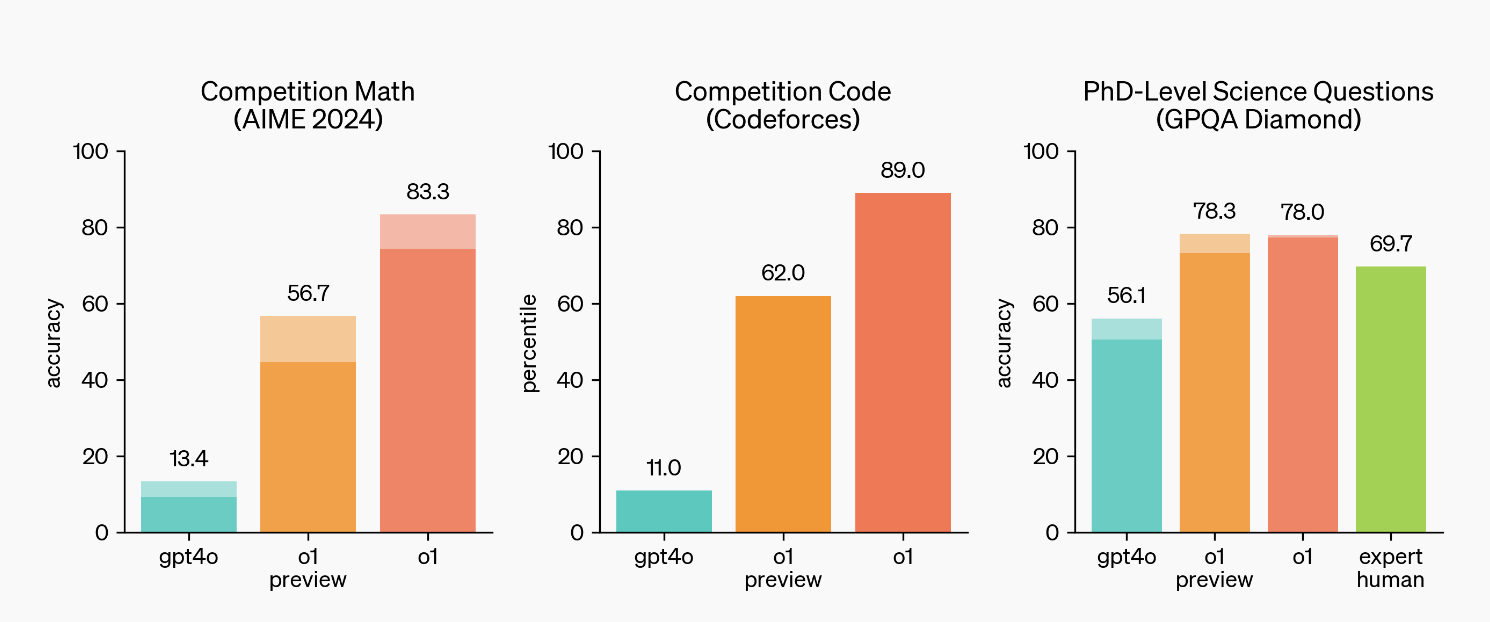 Competition Math
(AIME 2024)
accuracy
100
80
60
40
20
0
13.4
56.7
83.3
gpt4o
o1
preview
o1
Competition Code
(Codeforces)
percentile
100
80
60
40
20
0
11.0
62.0
89.0
gpt4o
o1
preview
o1
PhD-Level Science Questions
(GPQA Diamond)
accuracy
100
80
60
40
20
0
56.1
78.3
78.0
69.7
gpt4o
o1
preview
o1
expert
human